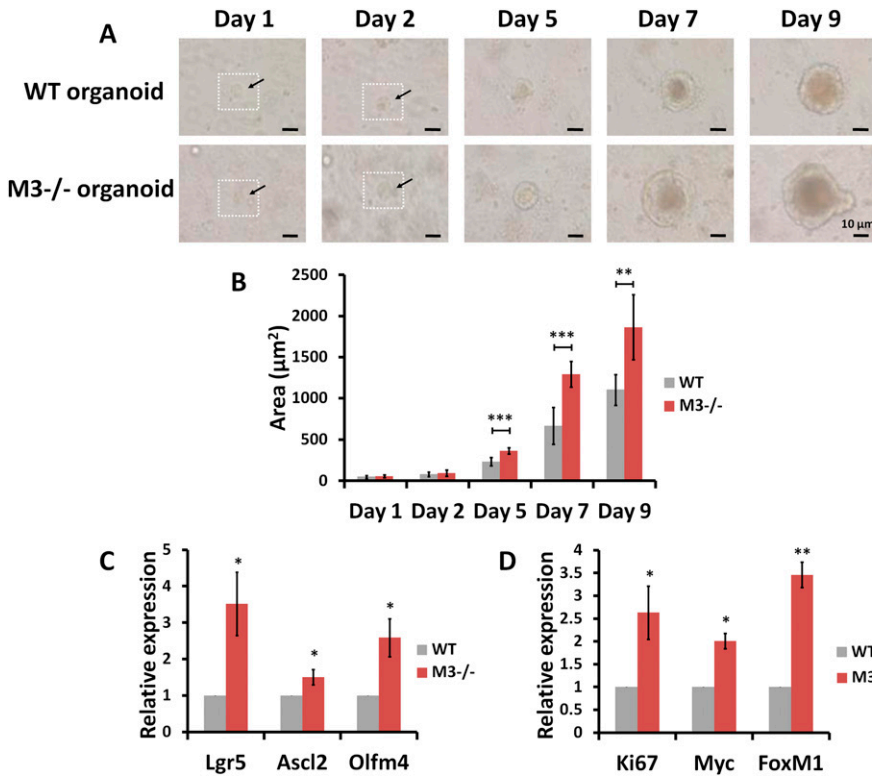 A
Day 1 Day 2 Day 5 Day 7 Day 9
WT organoid
M3-/- organoid
10 µm
B
Area (µm²)
2500
2000
1500
1000
500
0
***
***
**
WT
M3-/-
Day 1 Day 2 Day 5 Day 7 Day 9
C
Relative expression
5
4
3
2
1
0
*
*
*
WT
M3-/-
Lgr5 Ascl2 Olfm4
D
Relative expression
4
3.5
3
2.5
2
1.5
1
0.5
0
*
*
**
WT
M3
Ki67 Myc FoxM1